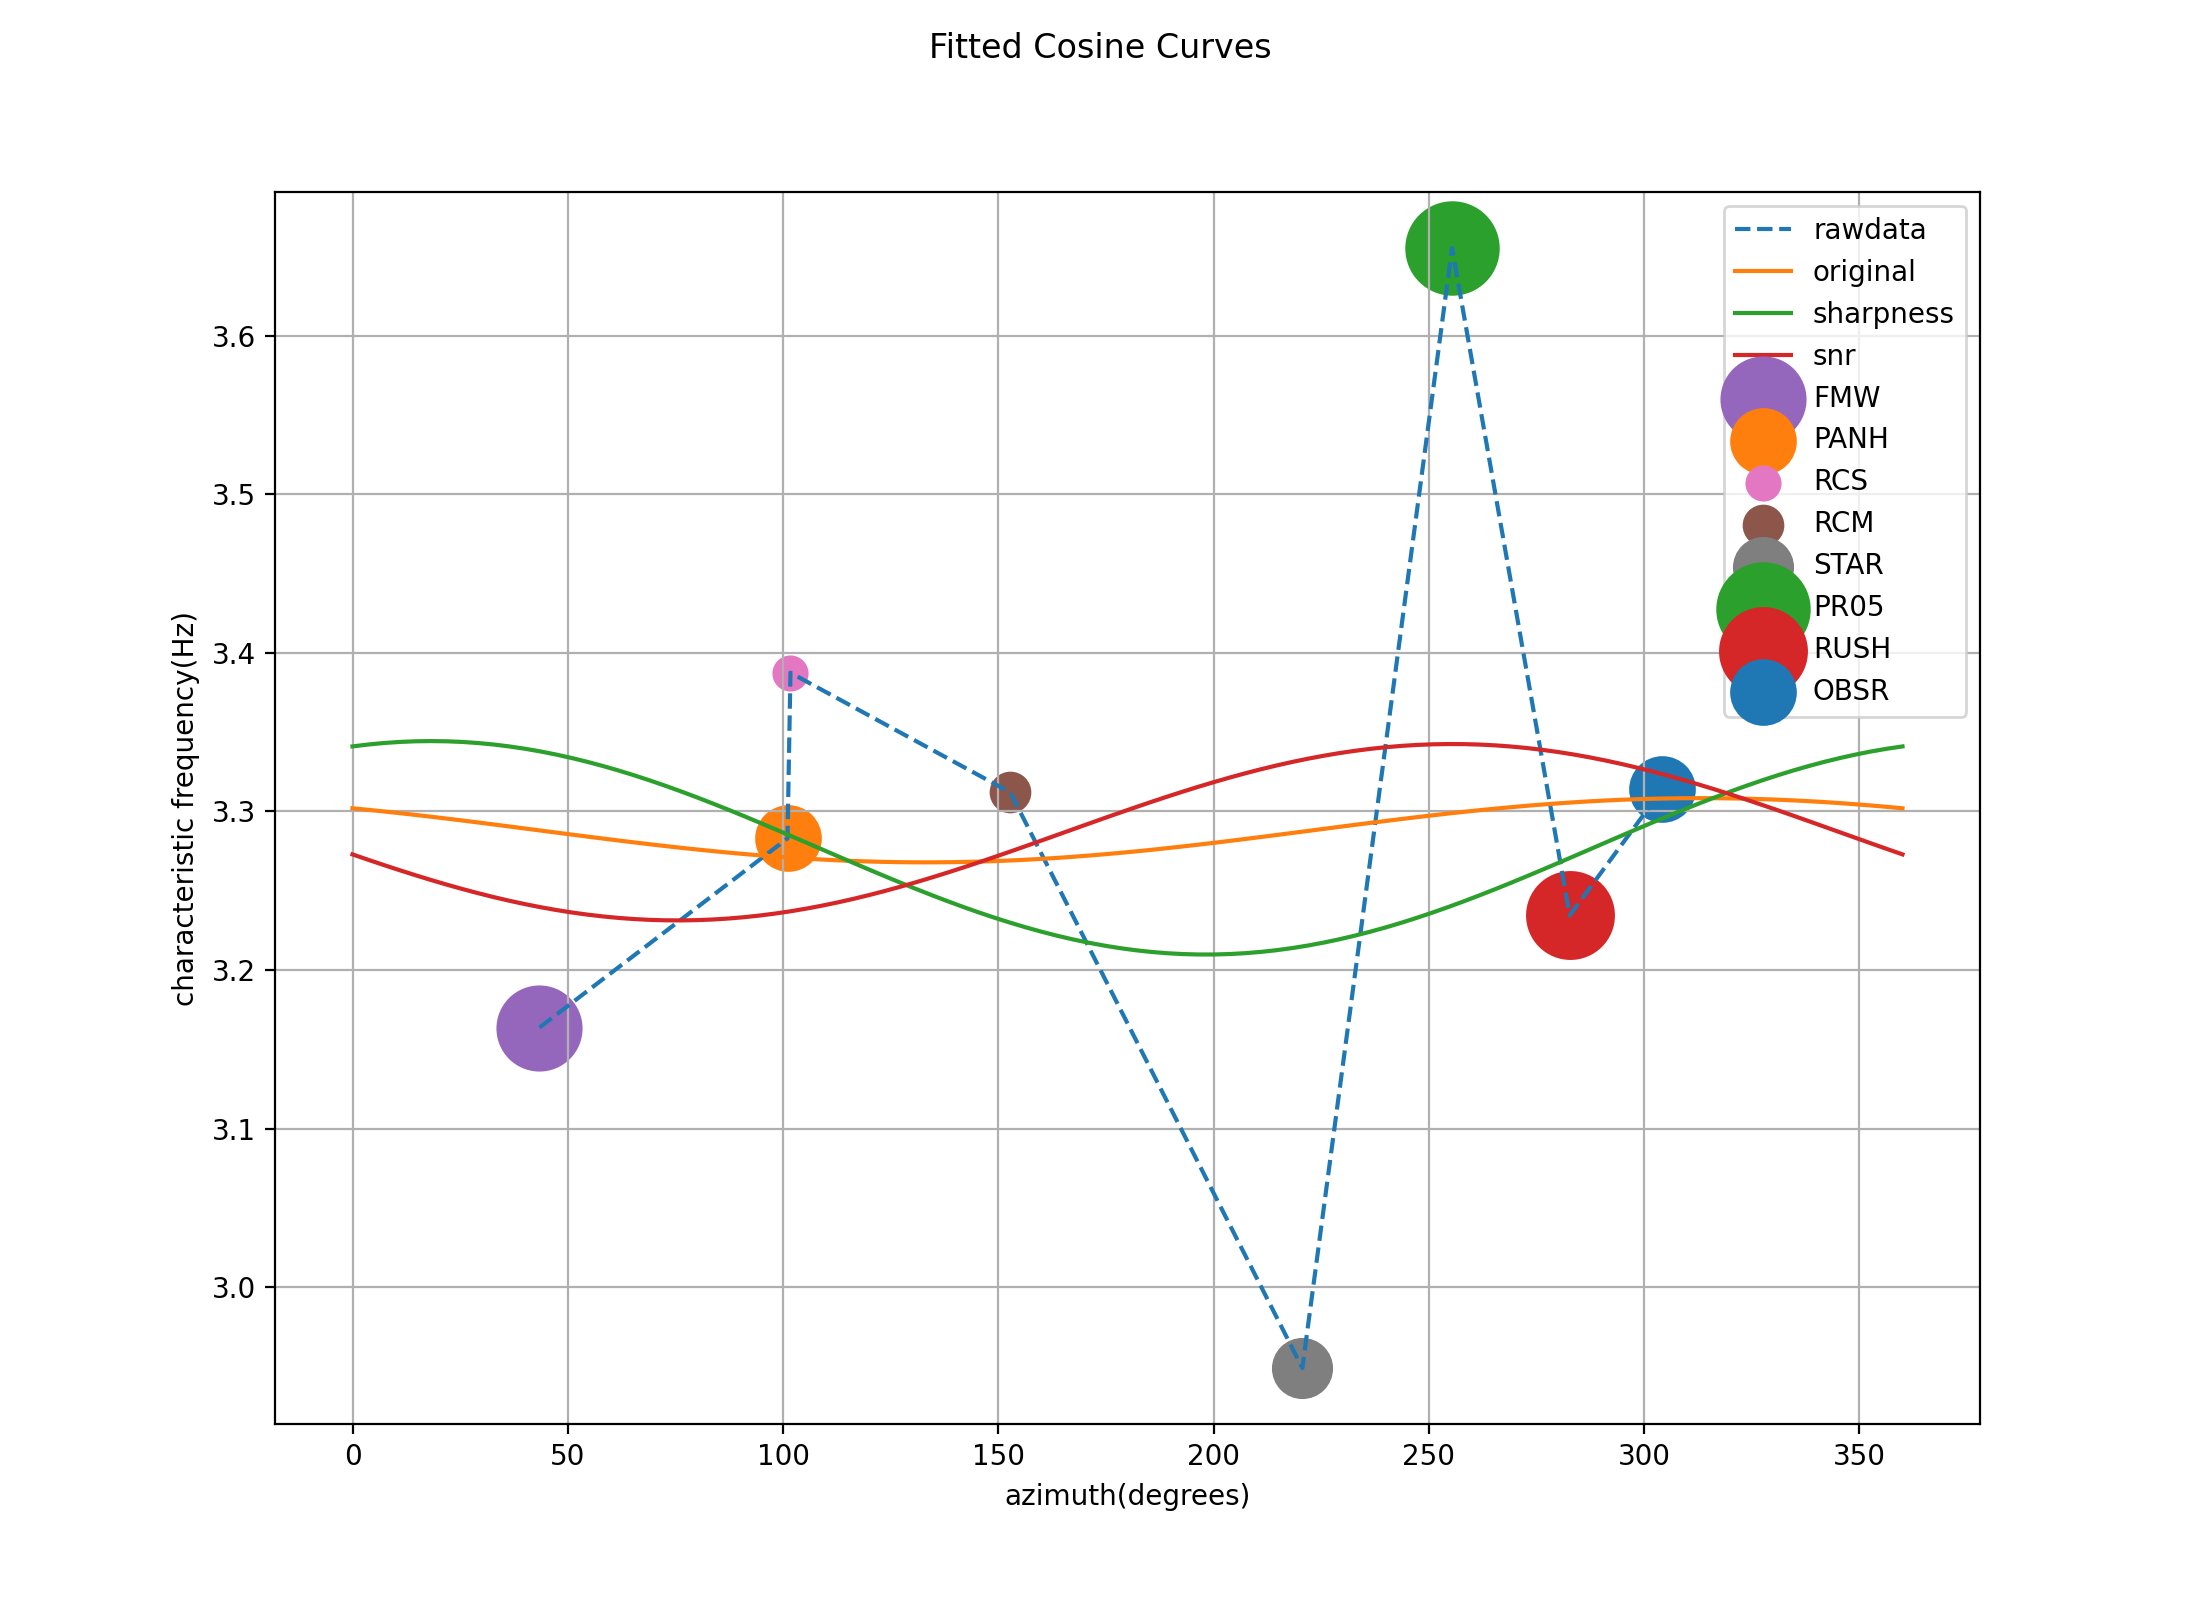 Fitted Cosine Curves
rawdata
original
sharpness
snr
FMW
PANH
RCS
RCM
STAR
PR05
RUSH
OBSR
characteristic frequency(Hz)
3.6
3.5
3.4
3.3
3.2
3.1
3.0
0 50 100 150 200 250 300 350
azimuth(degrees)